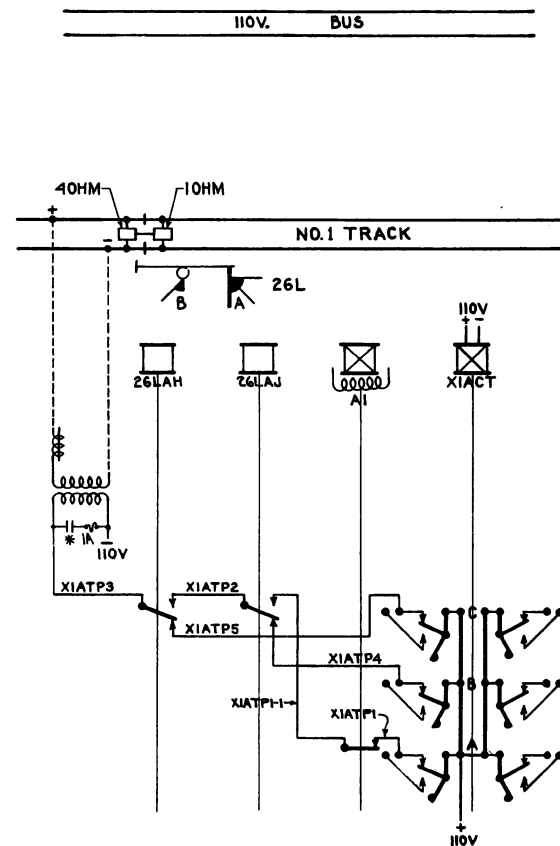 110V. BUS
4OHM 1OHM
+
-
NO.1 TRACK
B A 26L
110V
+ -
26LAH 26LAJ A1 X1ACT
* 1A
-
110V
X1ATP3 X1ATP2
C
X1ATP5
X1ATP4
B
X1ATP1-1 X1ATP1
A
+
110V